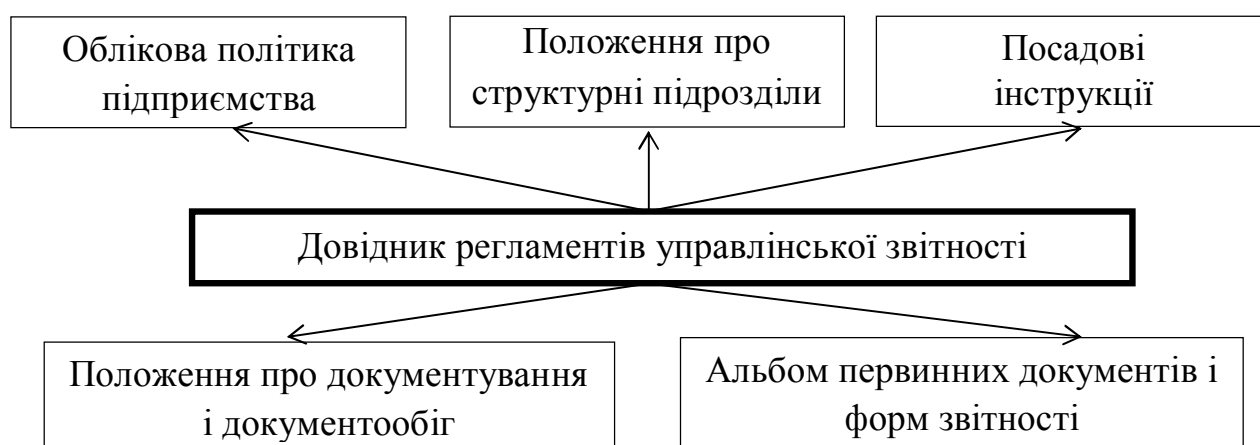 Облікова політика
підприємства
Положення про
структурні підрозділи
Посадові
інструкції
Довідник регламентів управлінської звітності
Положення про документування
і документообіг
Альбом первинних документів і
форм звітності